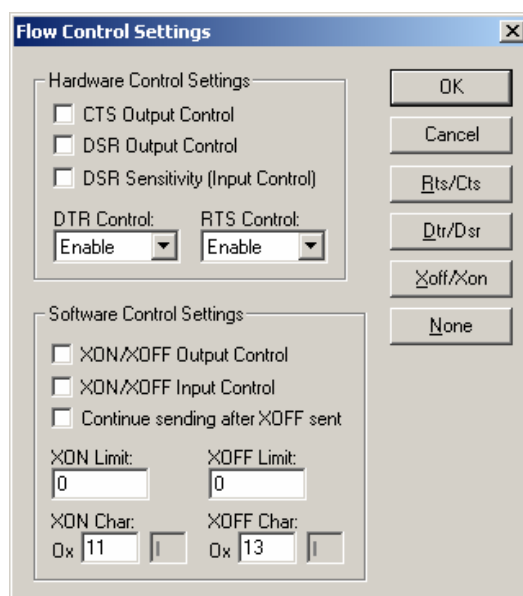 Flow Control Settings
Hardware Control Settings
CTS Output Control
DSR Output Control
DSR Sensitivity (Input Control)
DTR Control: RTS Control:
Enable Enable
OK
Cancel
Rts/Cts
Dtr/Dsr
Xoff/Xon
None
Software Control Settings
XON/XOFF Output Control
XON/XOFF Input Control
Continue sending after XOFF sent
XON Limit: XOFF Limit:
0 0
XON Char: XOFF Char:
0x 11 0x 13